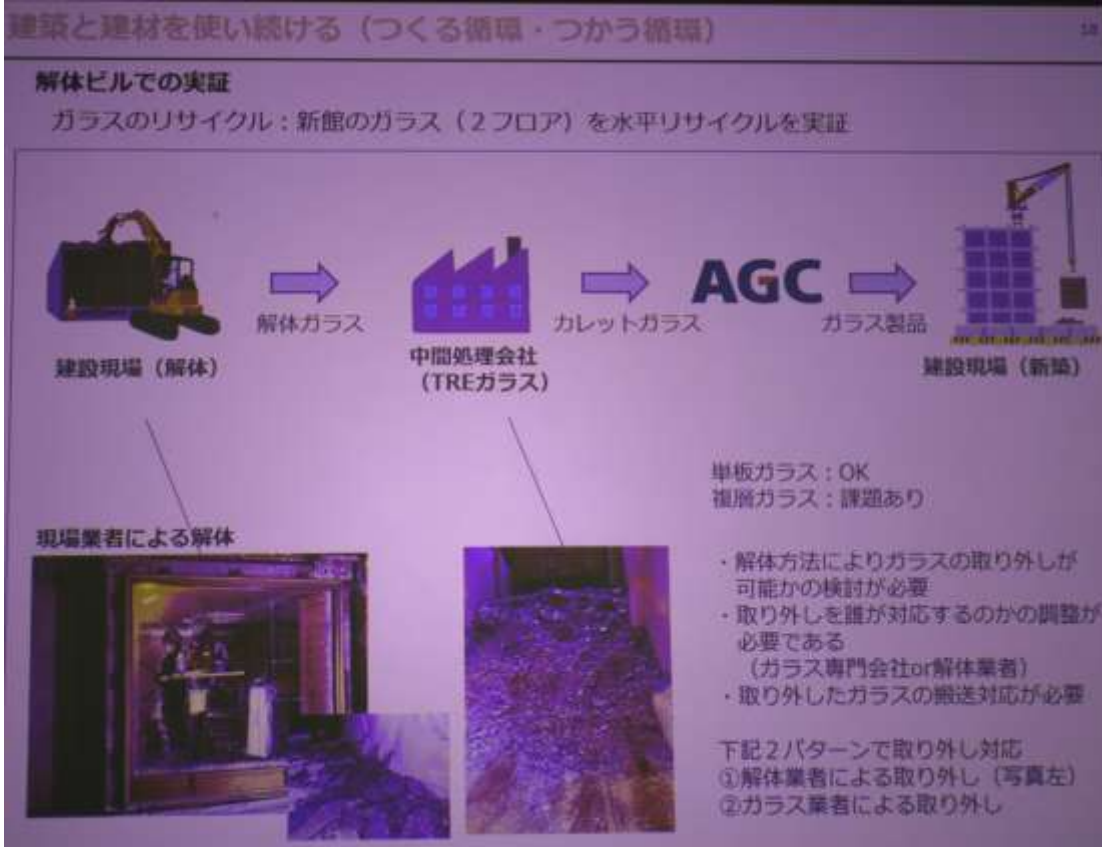 建築と建材を使い続ける（つくる循環・つかう循環）
解体ビルでの実証
ガラスのリサイクル：新館のガラス（２フロア）を水平リサイクルを実証
解体ガラス
カレットガラス
AGC
ガラス製品
建設現場（解体）
中間処理会社
（TREガラス）
建設現場（新築）
単板ガラス：OK
複層ガラス：課題あり
現場業者による解体
・解体方法によりガラスの取り外しが
可能かの検討が必要
・取り外しを誰が対応するのかの調整が
必要である
（ガラス専門会社or解体業者）
・取り外したガラスの搬送対応が必要
下記２パターンで取り外し対応
①解体業者による取り外し（写真左）
②ガラス業者による取り外し